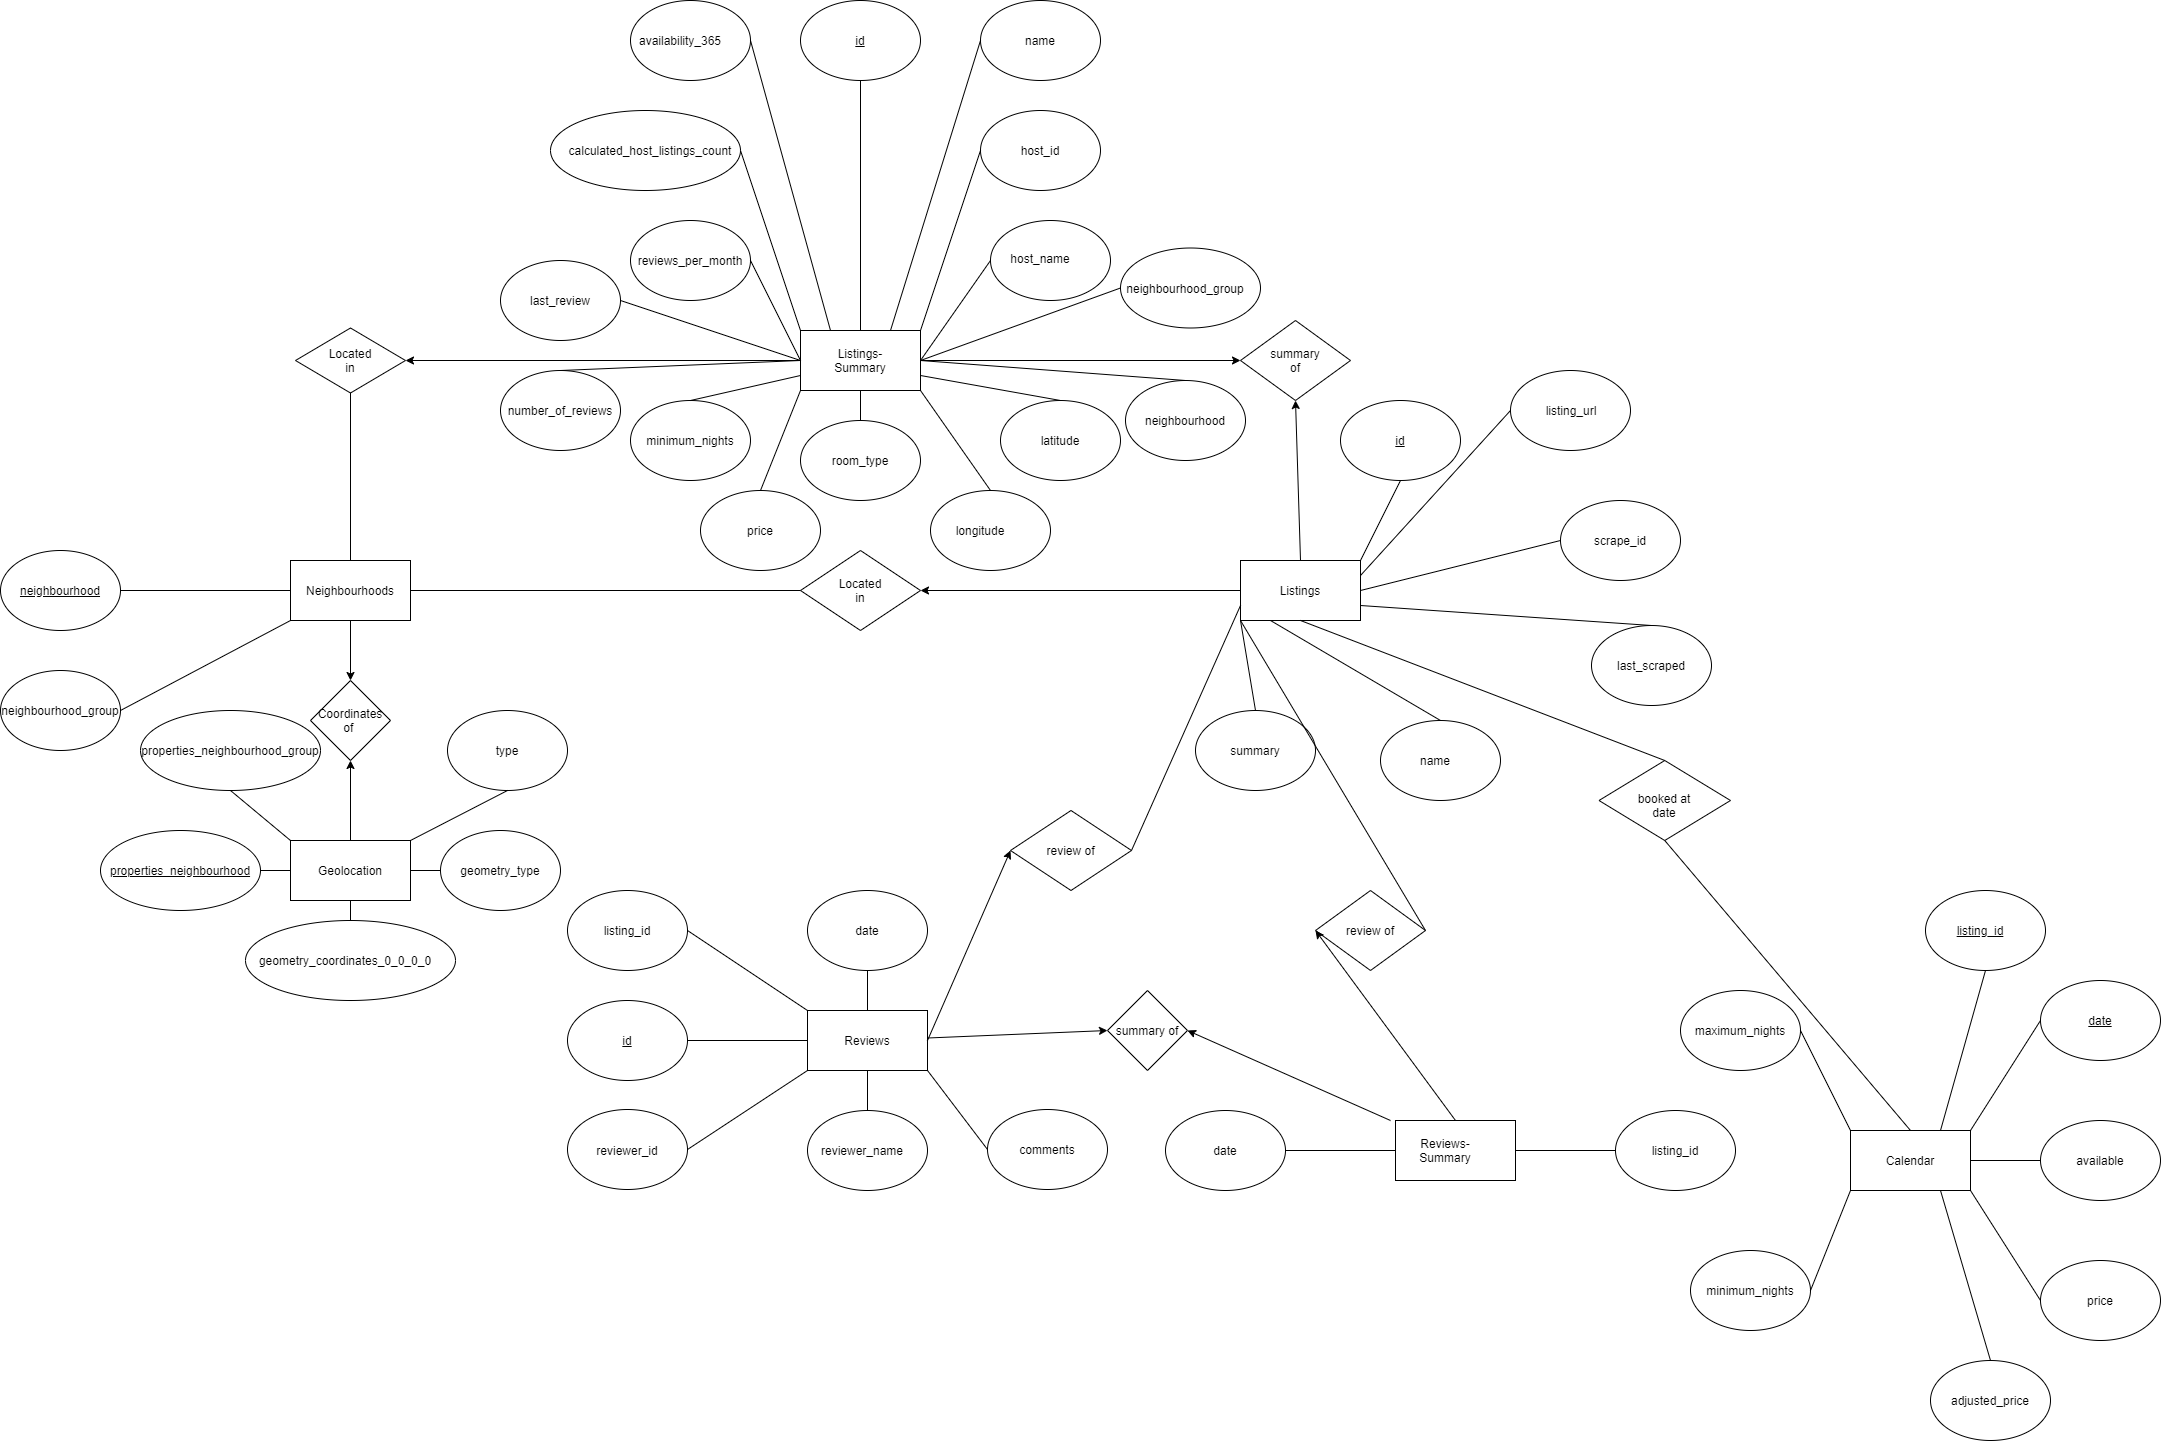 availability_365
id
name
calculated_host_listings_count
host_id
reviews_per_month
host_name
neighbourhood_group
last_review
Located
in
Listings-
Summary
summary
of
number_of_reviews
minimum_nights
room_type
latitude
neighbourhood
id
listing_url
price
longitude
scrape_id
neighbourhood
Neighbourhoods
Located
in
Listings
last_scraped
neighbourhood_group
Coordinates
of
properties_neighbourhood_group
type
summary
name
booked at
date
properties_neighbourhood
Geolocation
geometry_type
review of
geometry_coordinates_0_0_0_0
listing_id
date
review of
listing_id
id
Reviews
summary of
maximum_nights
date
reviewer_id
reviewer_name
comments
date
Reviews-
Summary
listing_id
Calendar
available
minimum_nights
price
adjusted_price